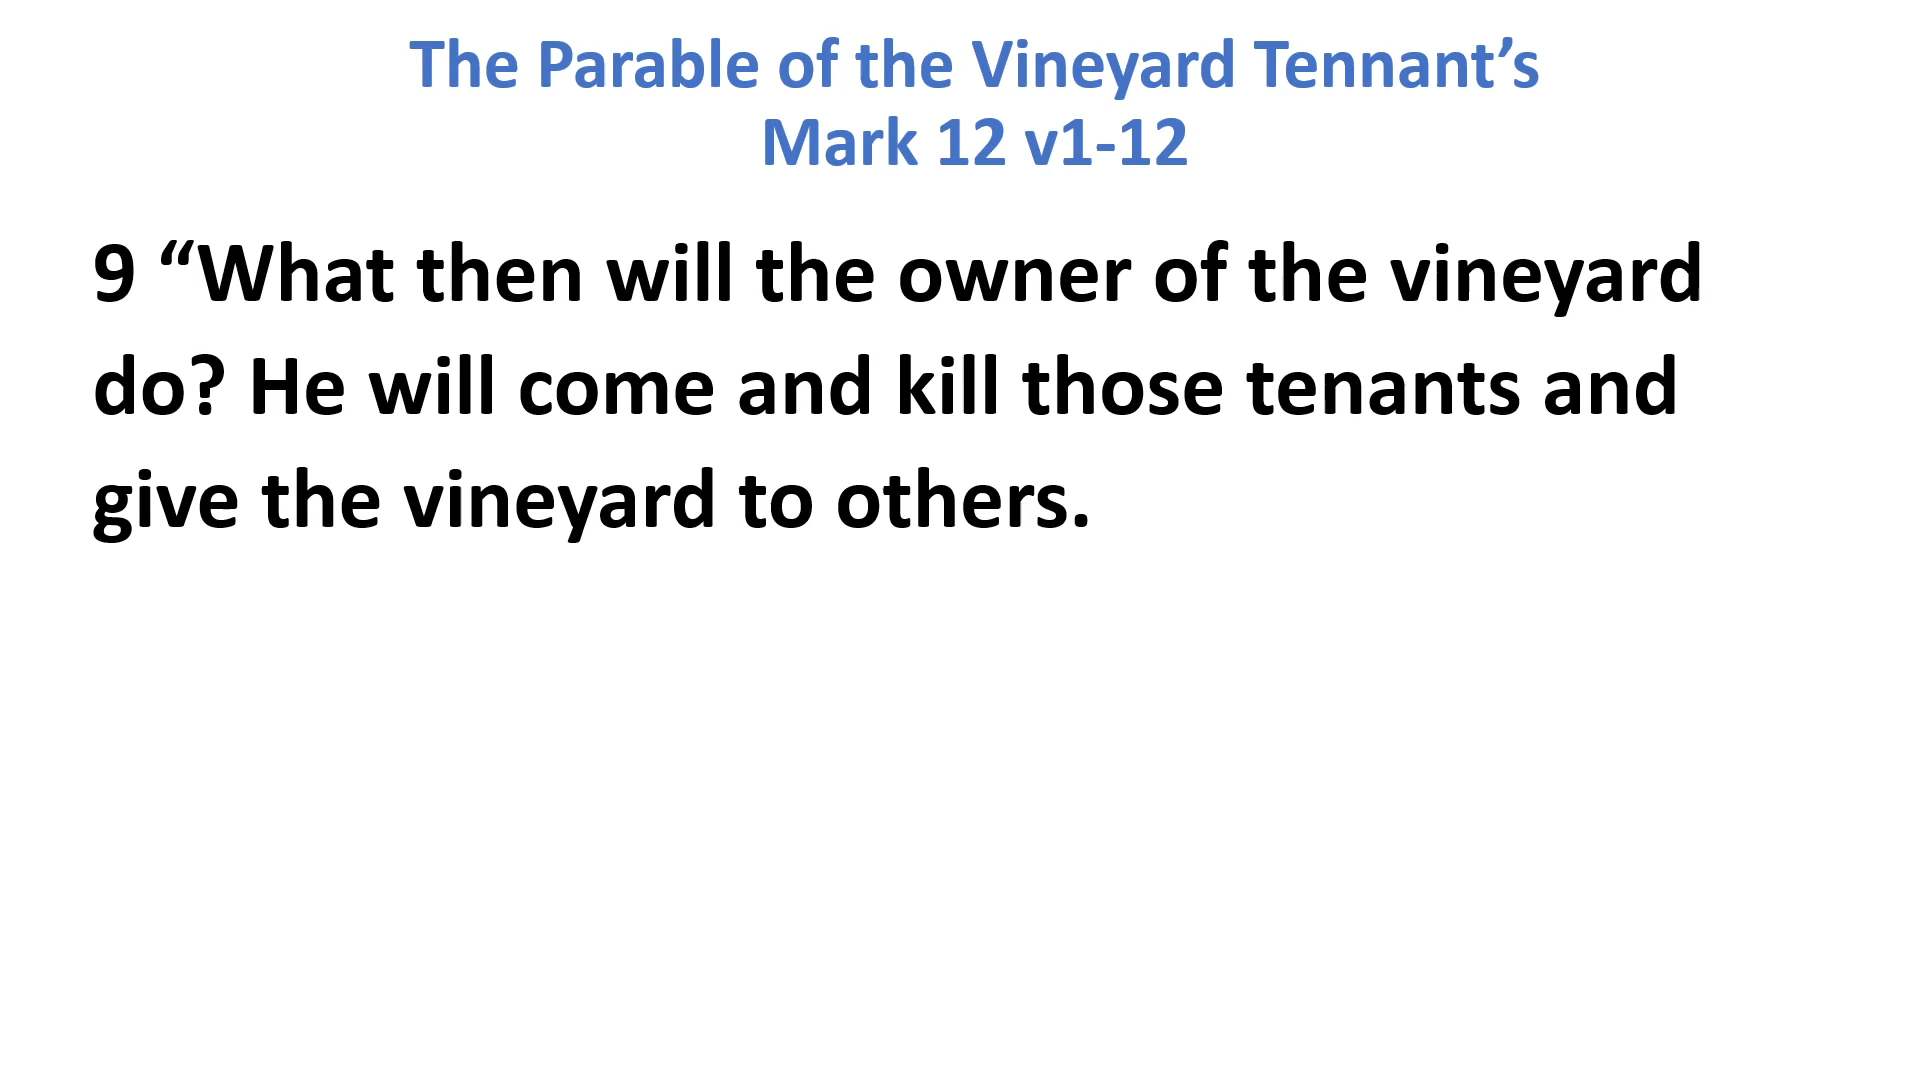 The Parable of the Vineyard Tennant’s
Mark 12 v1-12
9 “What then will the owner of the vineyard
do? He will come and kill those tenants and
give the vineyard to others.